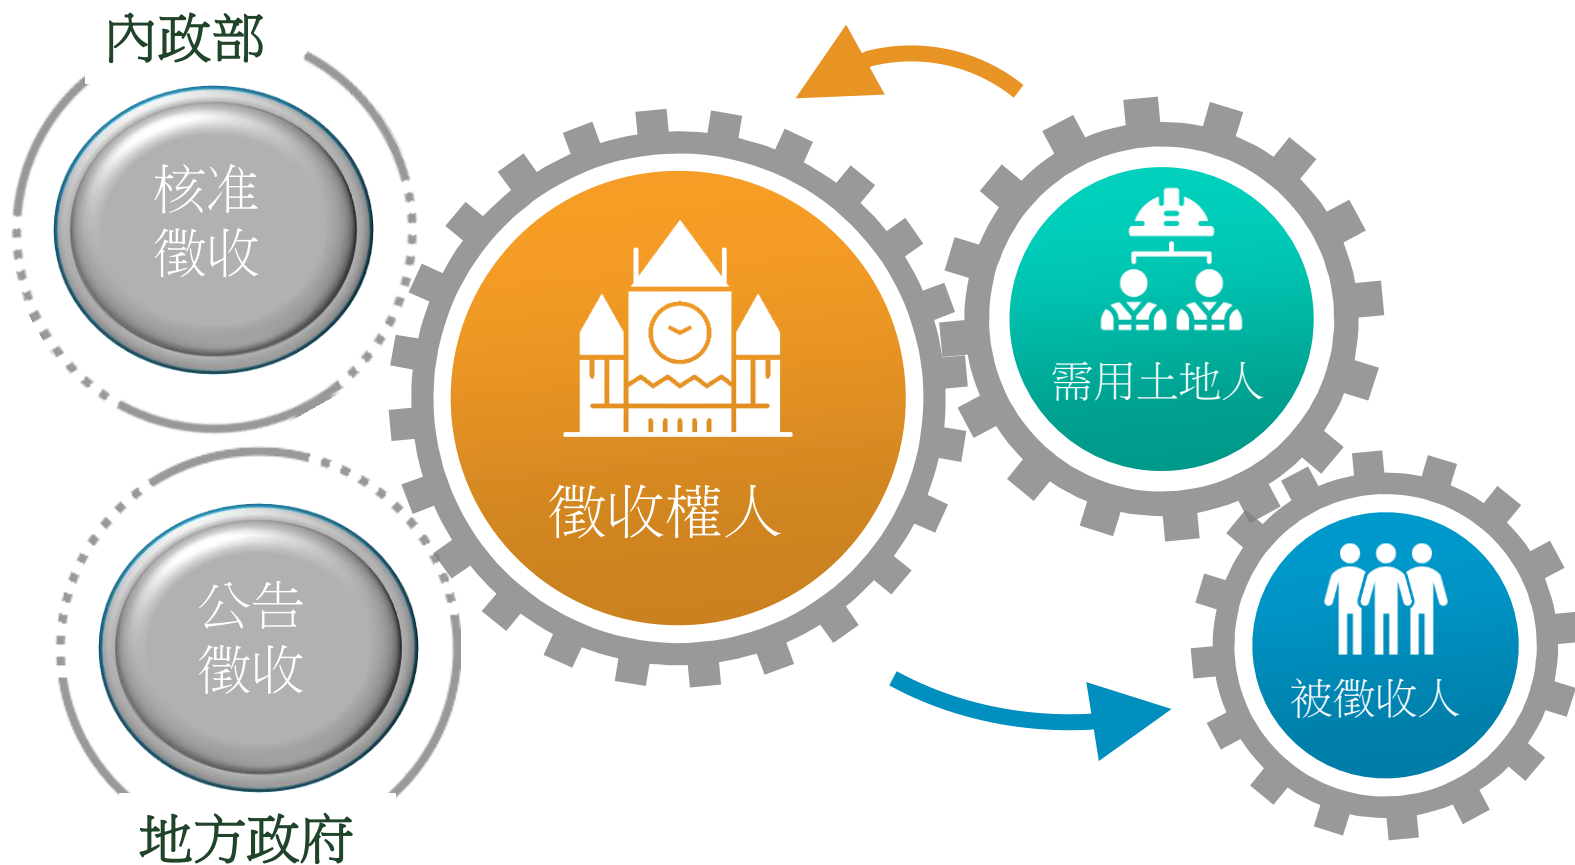 內政部
核准
徵收
徵收權人
需用土地人
被徵收人
公告
徵收
地方政府